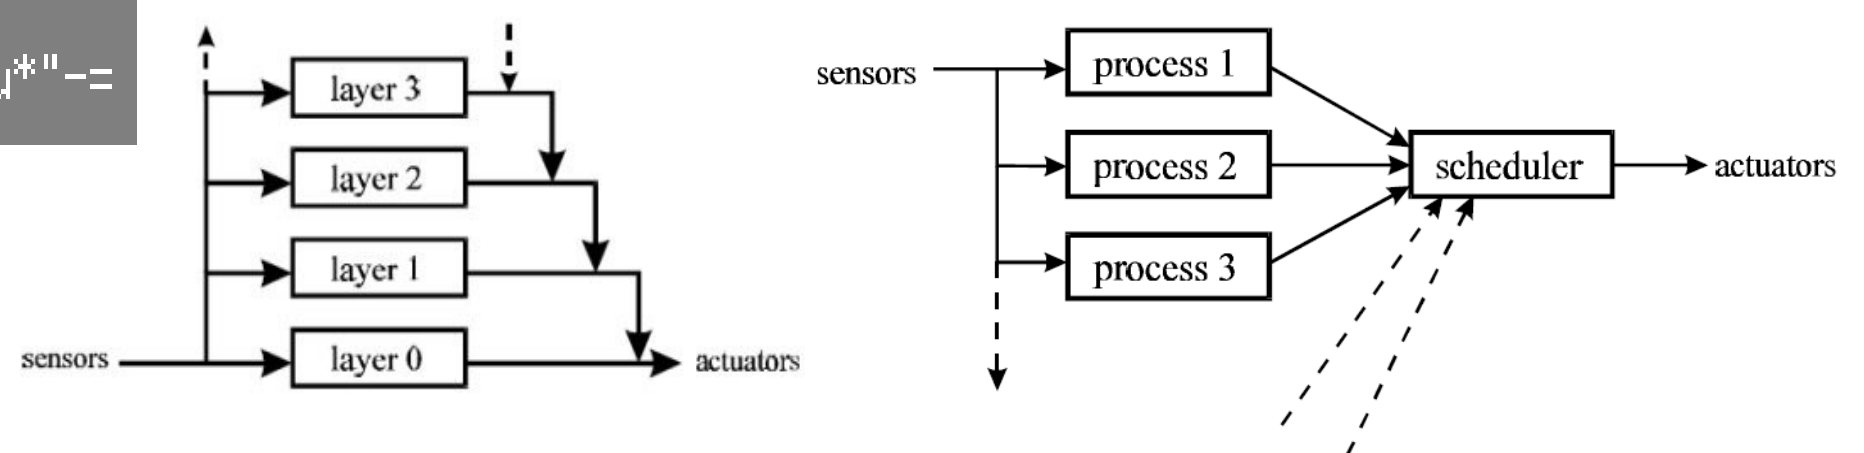 layer 3
layer 2
layer 1
layer 0
sensors
actuators
sensors
process 1
process 2
process 3
scheduler
actuators